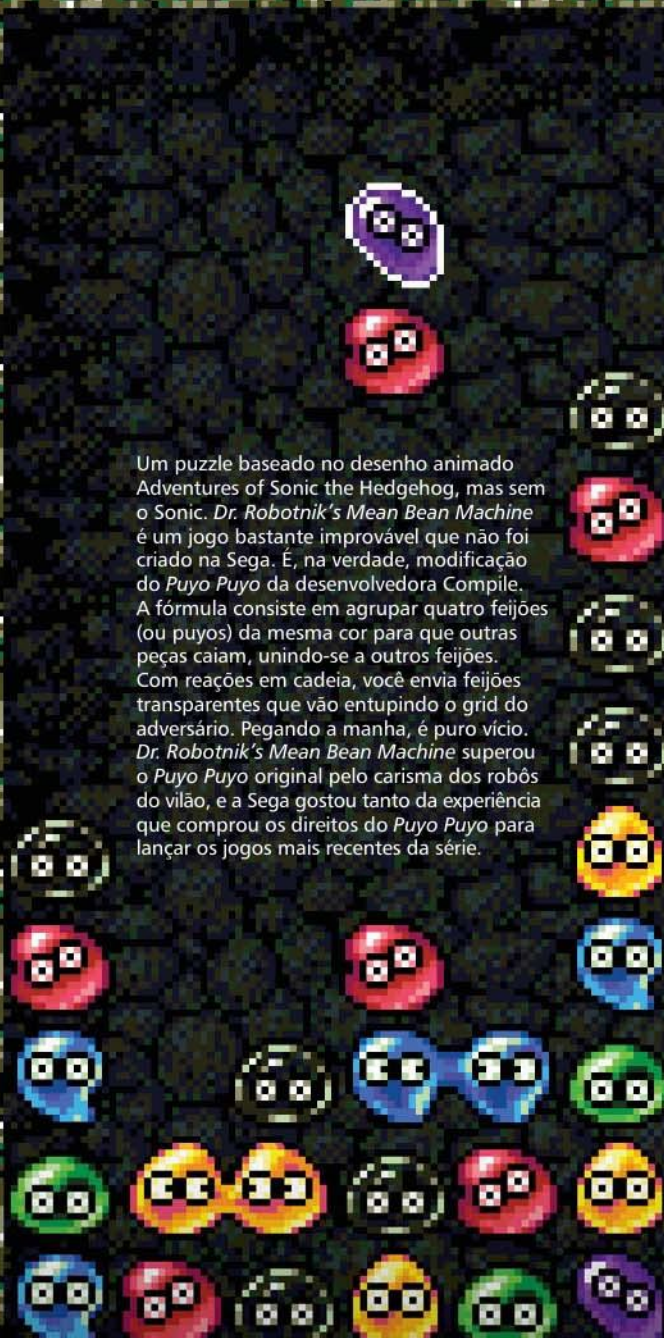 Um puzzle baseado no desenho animado
Adventures of Sonic the Hedgehog, mas sem
o Sonic. Dr. Robotnik’s Mean Bean Machine
é um jogo bastante improvável que não foi
criado na Sega. É, na verdade, modificação
do Puyo Puyo da desenvolvedora Compile.
A fórmula consiste em agrupar quatro feijões
(ou puyos) da mesma cor para que outras
peças caiam, unindo-se a outros feijões.
Com reações em cadeia, você envia feijões
transparentes que vão entupindo o grid do
adversário. Pegando a manha, é puro vício.
Dr. Robotnik’s Mean Bean Machine superou
o Puyo Puyo original pelo carisma dos robôs
do vilão, e a Sega gostou tanto da experiência
que comprou os direitos do Puyo Puyo para
lançar os jogos mais recentes da série.